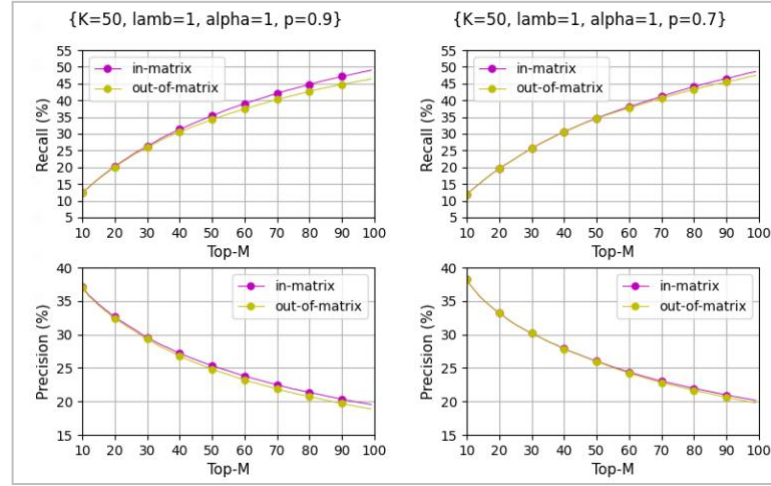 {K=50, lamb=1, alpha=1, p=0.9}
{K=50, lamb=1, alpha=1, p=0.7}
55
50
45
40
35
30
25
20
15
10
5
Recall (%)
in-matrix
out-of-matrix
10 20 30 40 50 60 70 80 90 100
Top-M
55
50
45
40
35
30
25
20
15
10
5
Recall (%)
in-matrix
out-of-matrix
10 20 30 40 50 60 70 80 90 100
Top-M
40
35
30
25
20
15
Precision (%)
in-matrix
out-of-matrix
10 20 30 40 50 60 70 80 90 100
Top-M
40
35
30
25
20
15
Precision (%)
in-matrix
out-of-matrix
10 20 30 40 50 60 70 80 90 100
Top-M